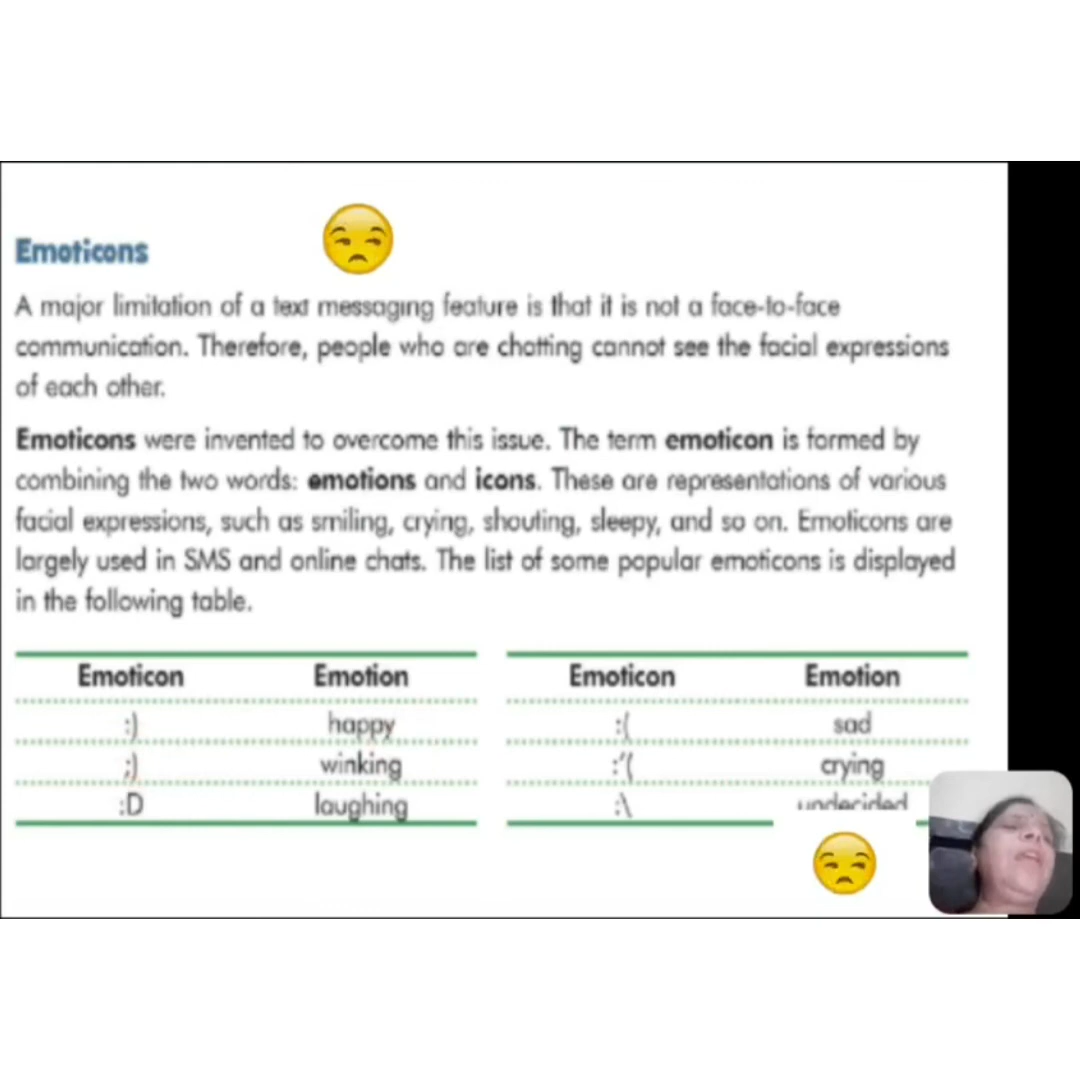 Emoticons
A major limitation of a text messaging feature is that it is not a face-to-face
communication. Therefore, people who are chatting cannot see the facial expressions
of each other.
Emoticons were invented to overcome this issue. The term emoticon is formed by
combining the two words: emotions and icons. These are representations of various
facial expressions, such as smiling, crying, shouting, sleepy, and so on. Emoticons are
largely used in SMS and online chats. The list of some popular emoticons is displayed
in the following table.
Emoticon Emotion Emoticon Emotion
:) happy :( sad
;) winking :'( crying
:D laughing :\ undecided